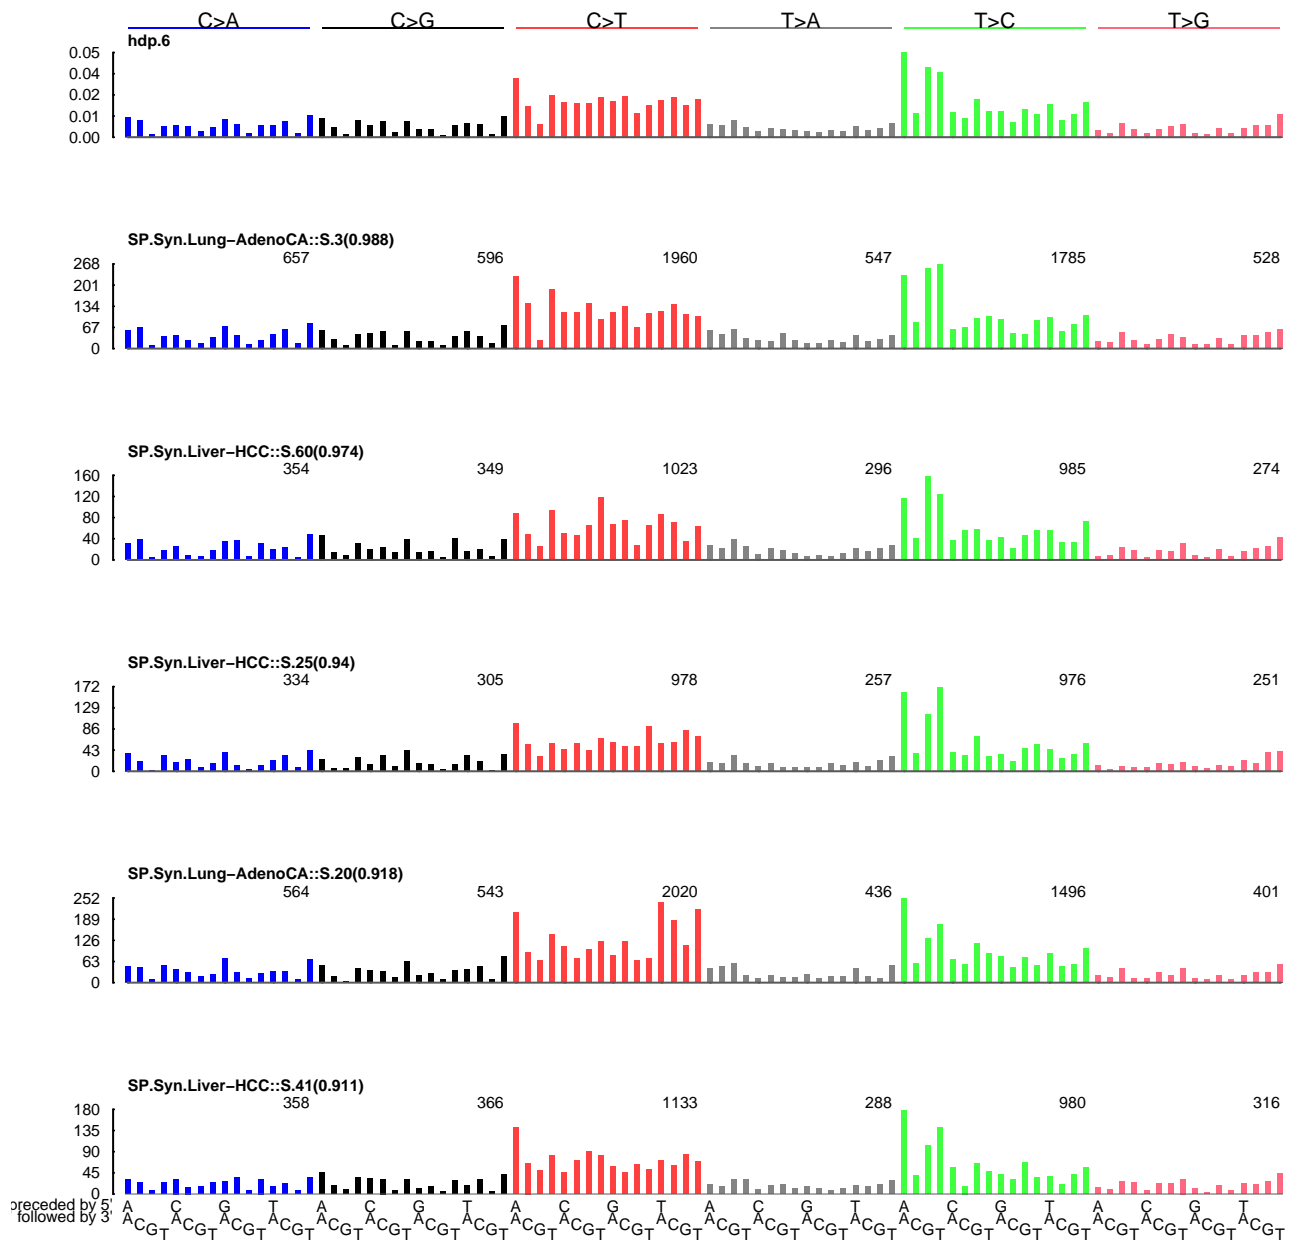 C>A C>G C>T T>A T>C T>G
hdp.6
0.05
0.04
0.02
0.01
0.00
SP.Syn.Lung−AdenoCA::S.3(0.988)
657 596 1960 547 1785 528
268
201
134
67
0
SP.Syn.Liver−HCC::S.60(0.974)
354 349 1023 296 985 274
160
120
80
40
0
SP.Syn.Liver−HCC::S.25(0.94)
334 305 978 257 976 251
172
129
86
43
0
SP.Syn.Lung−AdenoCA::S.20(0.918)
564 543 2020 436 1496 401
252
189
126
63
0
SP.Syn.Liver−HCC::S.41(0.911)
358 366 1133 288 980 316
180
135
90
45
0
preceded by 5' A C G T A C G T A C G T A C G T A C G T A C G T
followed by 3' A C G T A C G T A C G T A C G T A C G T A C G T A C G T A C G T A C G T A C G T A C G T A C G T A C G T A C G T A C G T A C G T A C G T A C G T A C G T A C G T A C G T A C G T A C G T A C G T